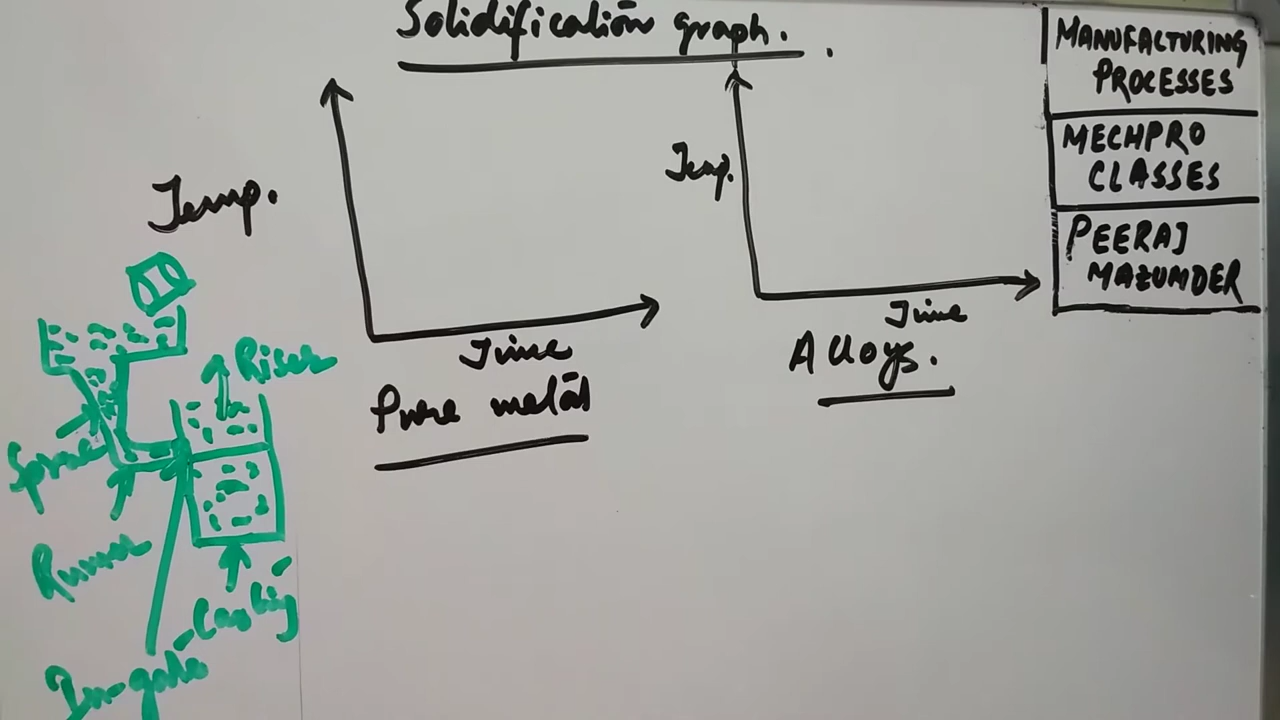 Solidification graph.
MANUFACTURING
PROCESSES
MECHPRO
CLASSES
PEERAJ
MAZUMDER
Temp.
Time
Pure metal
Temp.
Time
Alloys.
Riser
Sprue
Runner
Casting
In-gate